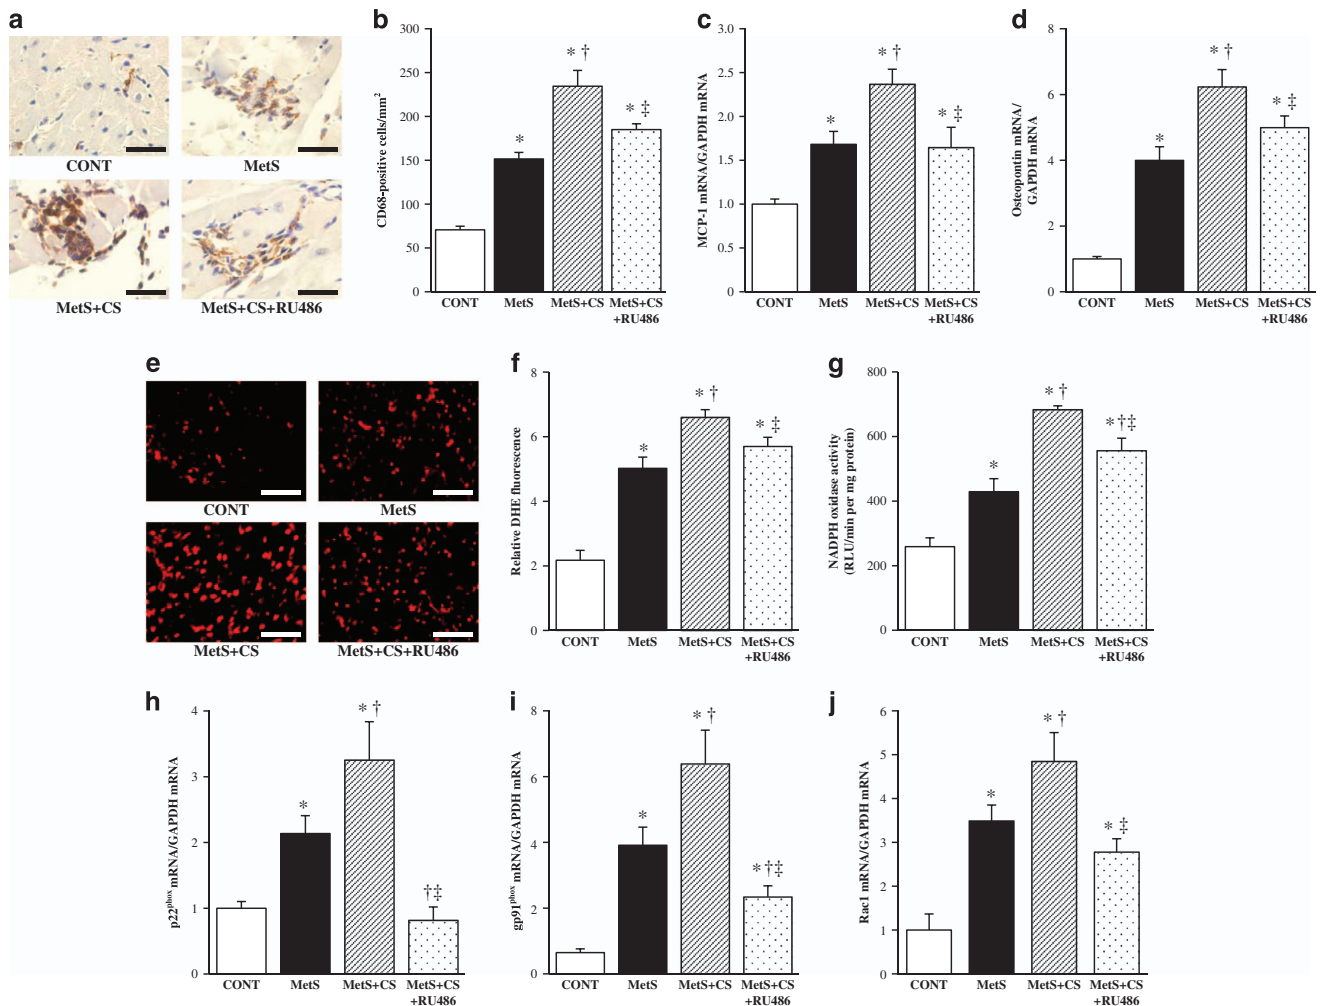 a
CONT
MetS
MetS+CS
MetS+CS+RU486
b
CD68-positive cells/mm²
300
250
200
150
100
50
0
*
* †
* ‡
CONT
MetS
MetS+CS
MetS+CS
+RU486
c
MCP-1 mRNA/GAPDH mRNA
3.0
2.5
2.0
1.5
1.0
0.5
0.0
*
* †
* ‡
CONT
MetS
MetS+CS
MetS+CS
+RU486
d
Osteopontin mRNA/
GAPDH mRNA
8
6
4
2
0
*
* †
* ‡
CONT
MetS
MetS+CS
MetS+CS
+RU486
e
CONT
MetS
MetS+CS
MetS+CS+RU486
f
Relative DHE fluorescence
8
6
4
2
0
*
* †
* ‡
CONT
MetS
MetS+CS
MetS+CS
+RU486
g
NADPH oxidase activity
(RLU/min per mg protein)
800
600
400
200
0
*
* †
*†‡
CONT
MetS
MetS+CS
MetS+CS
+RU486
h
p22phox mRNA/GAPDH mRNA
4
3
2
1
0
*
* †
†‡
CONT
MetS
MetS+CS
MetS+CS
+RU486
i
gp91phox mRNA/GAPDH mRNA
8
6
4
2
0
*
* †
*†‡
CONT
MetS
MetS+CS
MetS+CS
+RU486
j
Rac1 mRNA/GAPDH mRNA
6
5
4
3
2
1
0
*
* †
* ‡
CONT
MetS
MetS+CS
MetS+CS
+RU486